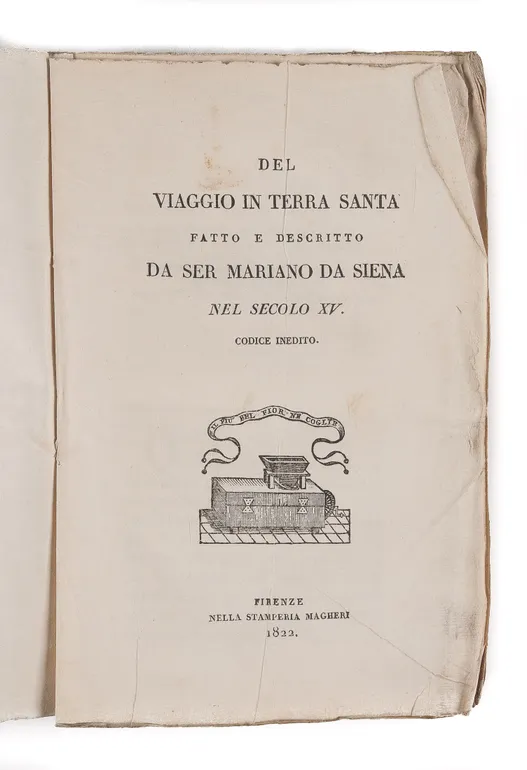 DEL
VIAGGIO IN TERRA SANTA
FATTO E DESCRITTO
DA SER MARIANO DA SIENA
NEL SECOLO XV.
CODICE INEDITO.
IL PIU' BEL FIOR NE COGLIE
FIRENZE
NELLA STAMPERIA MAGHERI
1822.